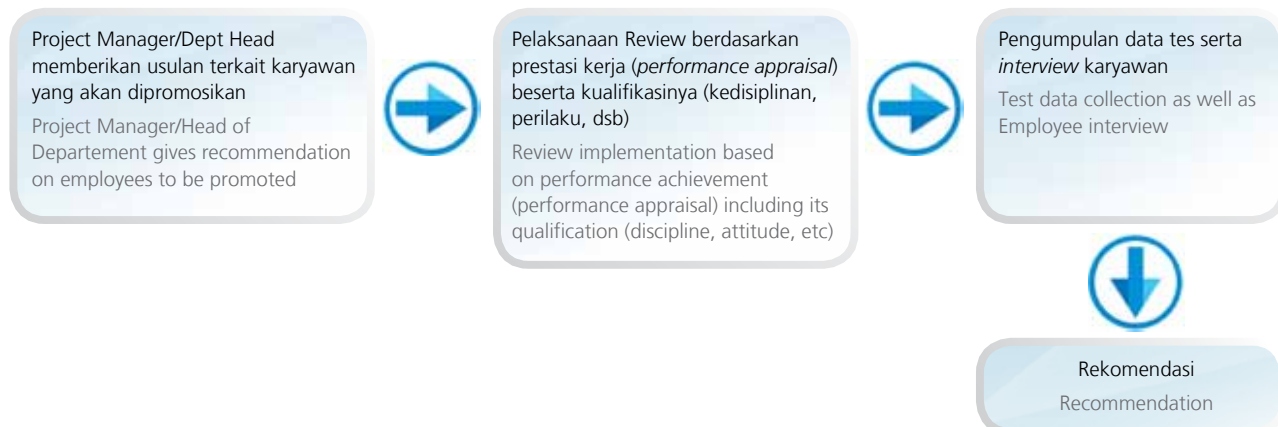 Project Manager/Dept Head
memberikan usulan terkait karyawan
yang akan dipromosikan
Project Manager/Head of
Departement gives recommendation
on employees to be promoted
Pelaksanaan Review berdasarkan
prestasi kerja (performance appraisal)
beserta kualifikasinya (kedisiplinan,
perilaku, dsb)
Review implementation based
on performance achievement
(performance appraisal) including its
qualification (discipline, attitude, etc)
Pengumpulan data tes serta
interview karyawan
Test data collection as well as
Employee interview
Rekomendasi
Recommendation